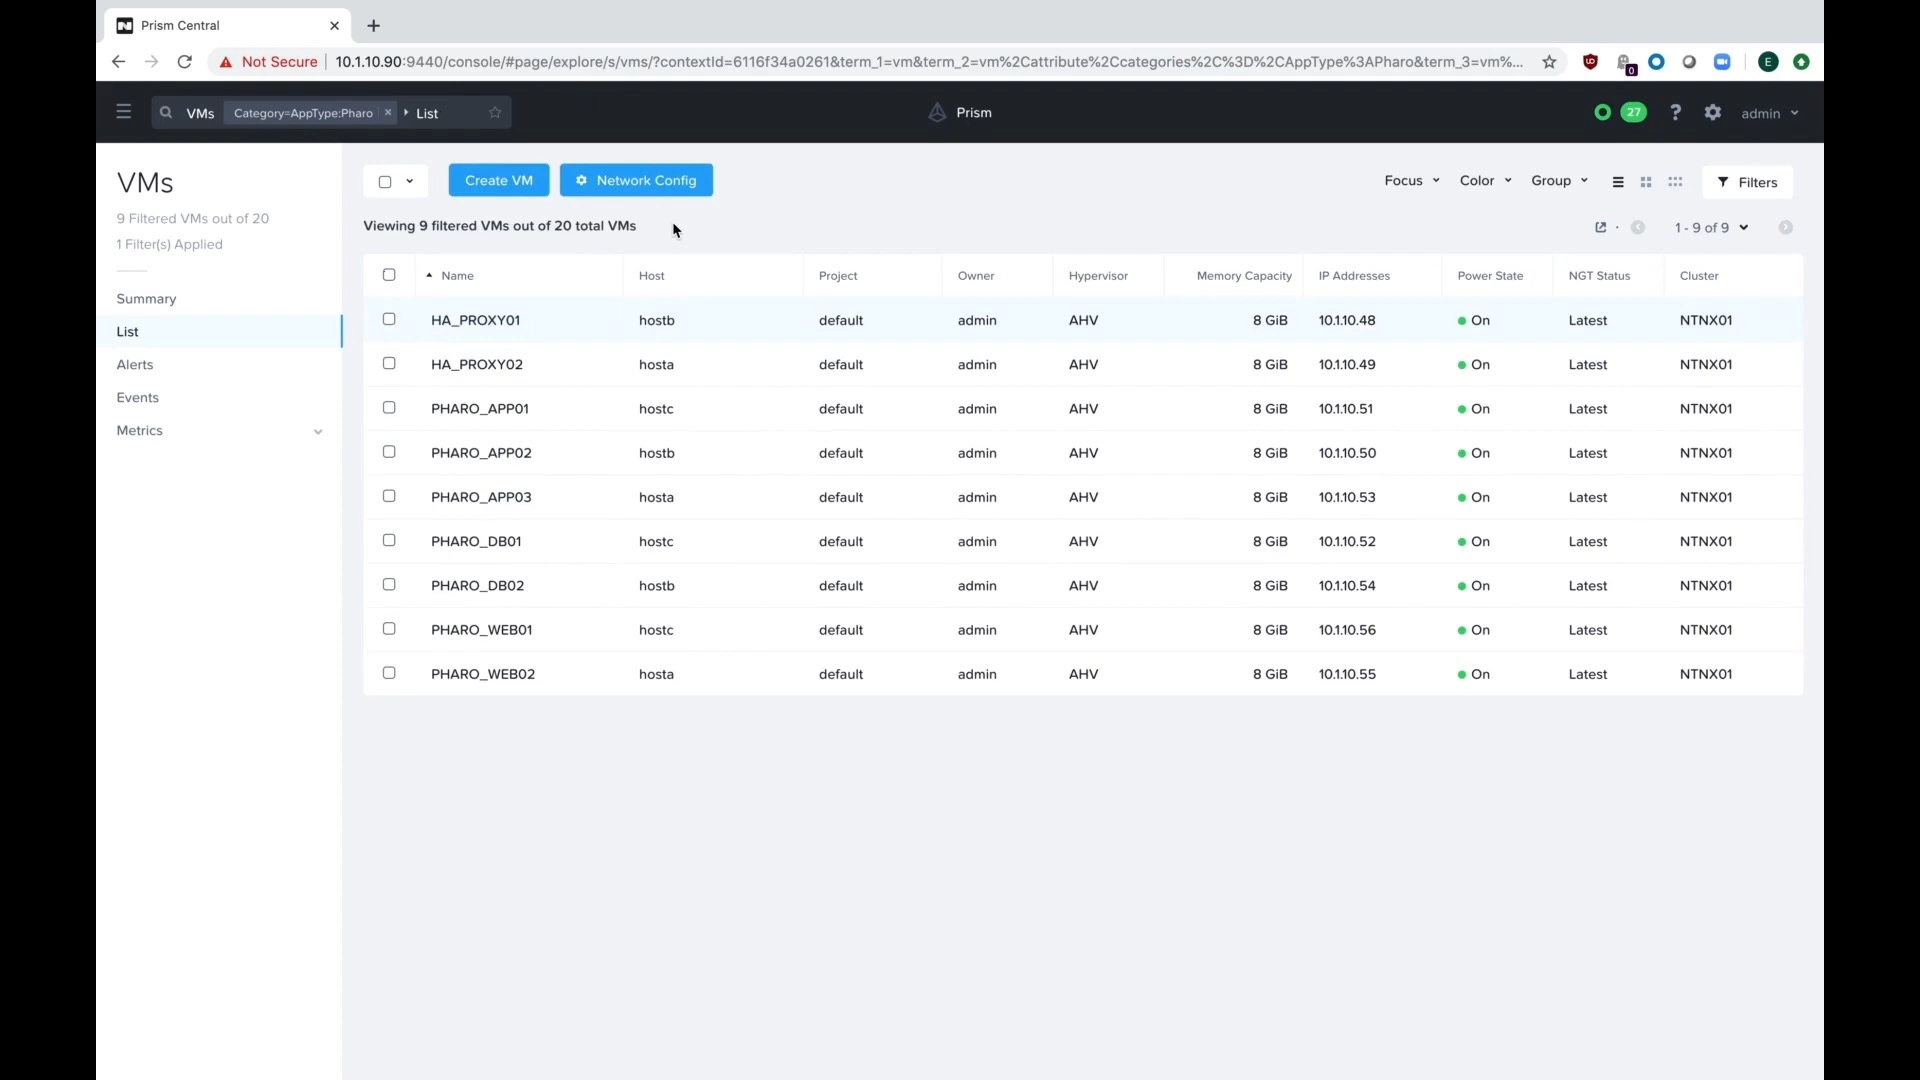 Prism Central
Not Secure 10.1.10.90:9440/console/#page/explore/s/vms/?contextId=6116f34a0261&term_1=vm&term_2=vm%2Cattribute%2Ccategories%2C%3D%2CAppType%3APharo&term_3=vm%...
0
E
VMs Category=AppType:Pharo × List
Prism
27 ? admin
VMs
9 Filtered VMs out of 20
1 Filter(s) Applied
Summary
List
Alerts
Events
Metrics
Create VM Network Config Focus Color Group Filters
Viewing 9 filtered VMs out of 20 total VMs 1 - 9 of 9
Name Host Project Owner Hypervisor Memory Capacity IP Addresses Power State NGT Status Cluster
HA_PROXY01 hostb default admin AHV 8 GiB 10.1.10.48 On Latest NTNX01
HA_PROXY02 hosta default admin AHV 8 GiB 10.1.10.49 On Latest NTNX01
PHARO_APP01 hostc default admin AHV 8 GiB 10.1.10.51 On Latest NTNX01
PHARO_APP02 hostb default admin AHV 8 GiB 10.1.10.50 On Latest NTNX01
PHARO_APP03 hosta default admin AHV 8 GiB 10.1.10.53 On Latest NTNX01
PHARO_DB01 hostc default admin AHV 8 GiB 10.1.10.52 On Latest NTNX01
PHARO_DB02 hostb default admin AHV 8 GiB 10.1.10.54 On Latest NTNX01
PHARO_WEB01 hostc default admin AHV 8 GiB 10.1.10.56 On Latest NTNX01
PHARO_WEB02 hosta default admin AHV 8 GiB 10.1.10.55 On Latest NTNX01